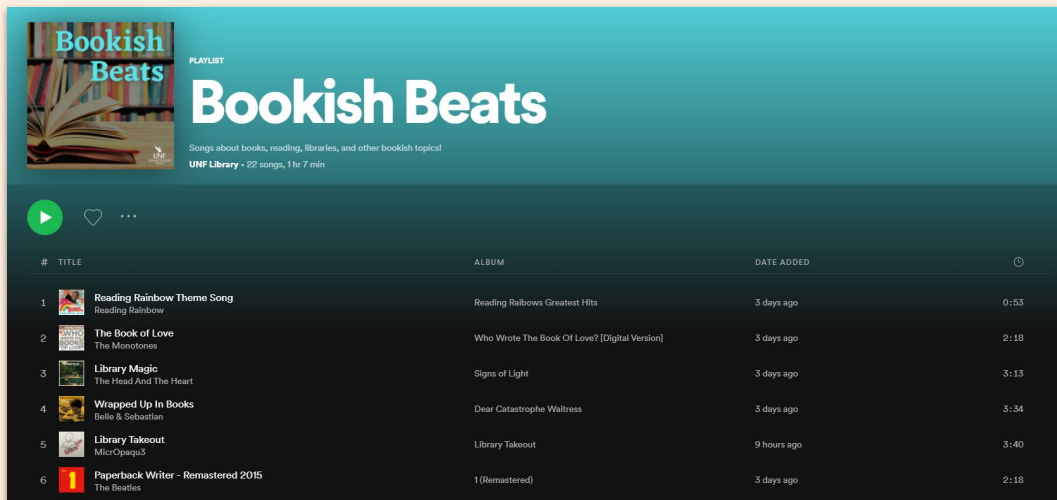 Bookish
Beats
UNF
PLAYLIST
Bookish Beats
Songs about books, reading, libraries, and other bookish topics!
UNF Library • 22 songs, 1 hr 7 min
# TITLE ALBUM DATE ADDED
1 Reading Rainbow Theme Song Reading Raibows Greatest Hits 3 days ago 0:53
Reading Rainbow
2 The Book of Love Who Wrote The Book Of Love? [Digital Version] 3 days ago 2:18
The Monotones
3 Library Magic Signs of Light 3 days ago 3:13
The Head And The Heart
4 Wrapped Up In Books Dear Catastrophe Waitress 3 days ago 3:34
Belle & Sebastian
5 Library Takeout Library Takeout 9 hours ago 3:40
MicrOpaqu3
6 Paperback Writer - Remastered 2015 1 (Remastered) 3 days ago 2:18
The Beatles